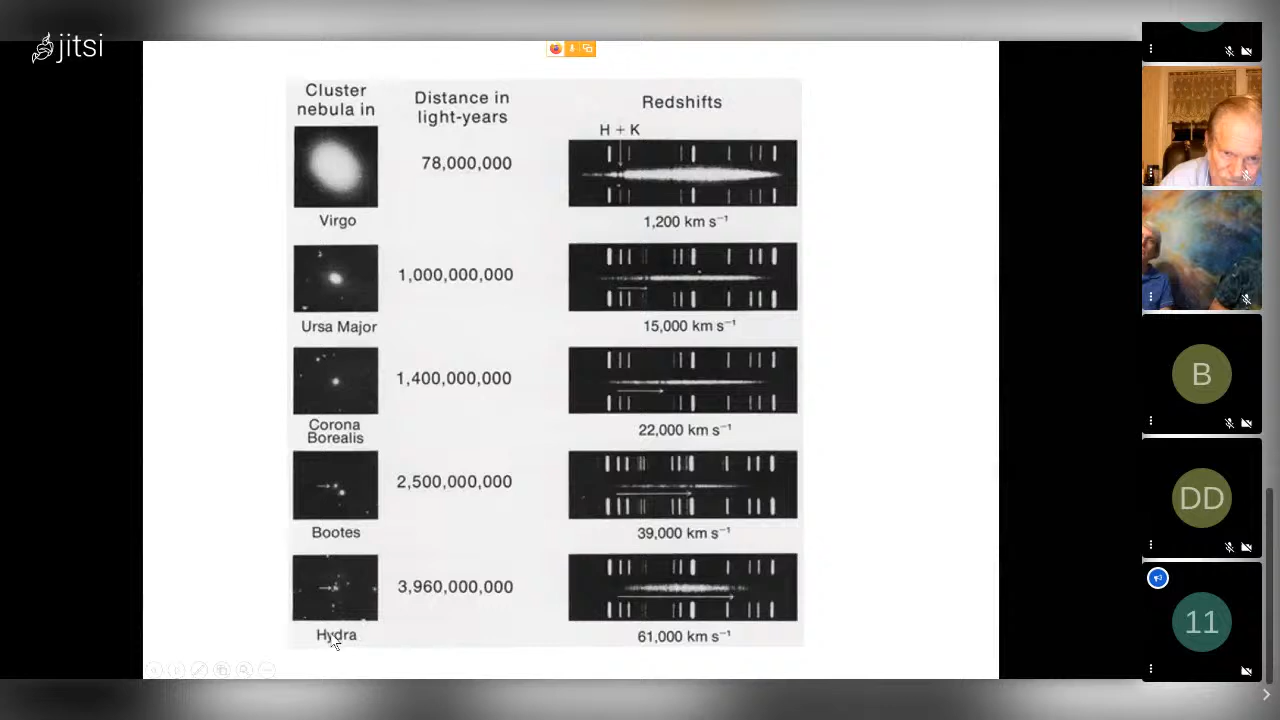 jitsi
Cluster
nebula in
Distance in
light-years
Redshifts
H + K
78,000,000
Virgo
1,200 km s⁻¹
1,000,000,000
Ursa Major
15,000 km s⁻¹
1,400,000,000
Corona
Borealis
22,000 km s⁻¹
2,500,000,000
Bootes
39,000 km s⁻¹
3,960,000,000
Hydra
61,000 km s⁻¹
B
DD
11